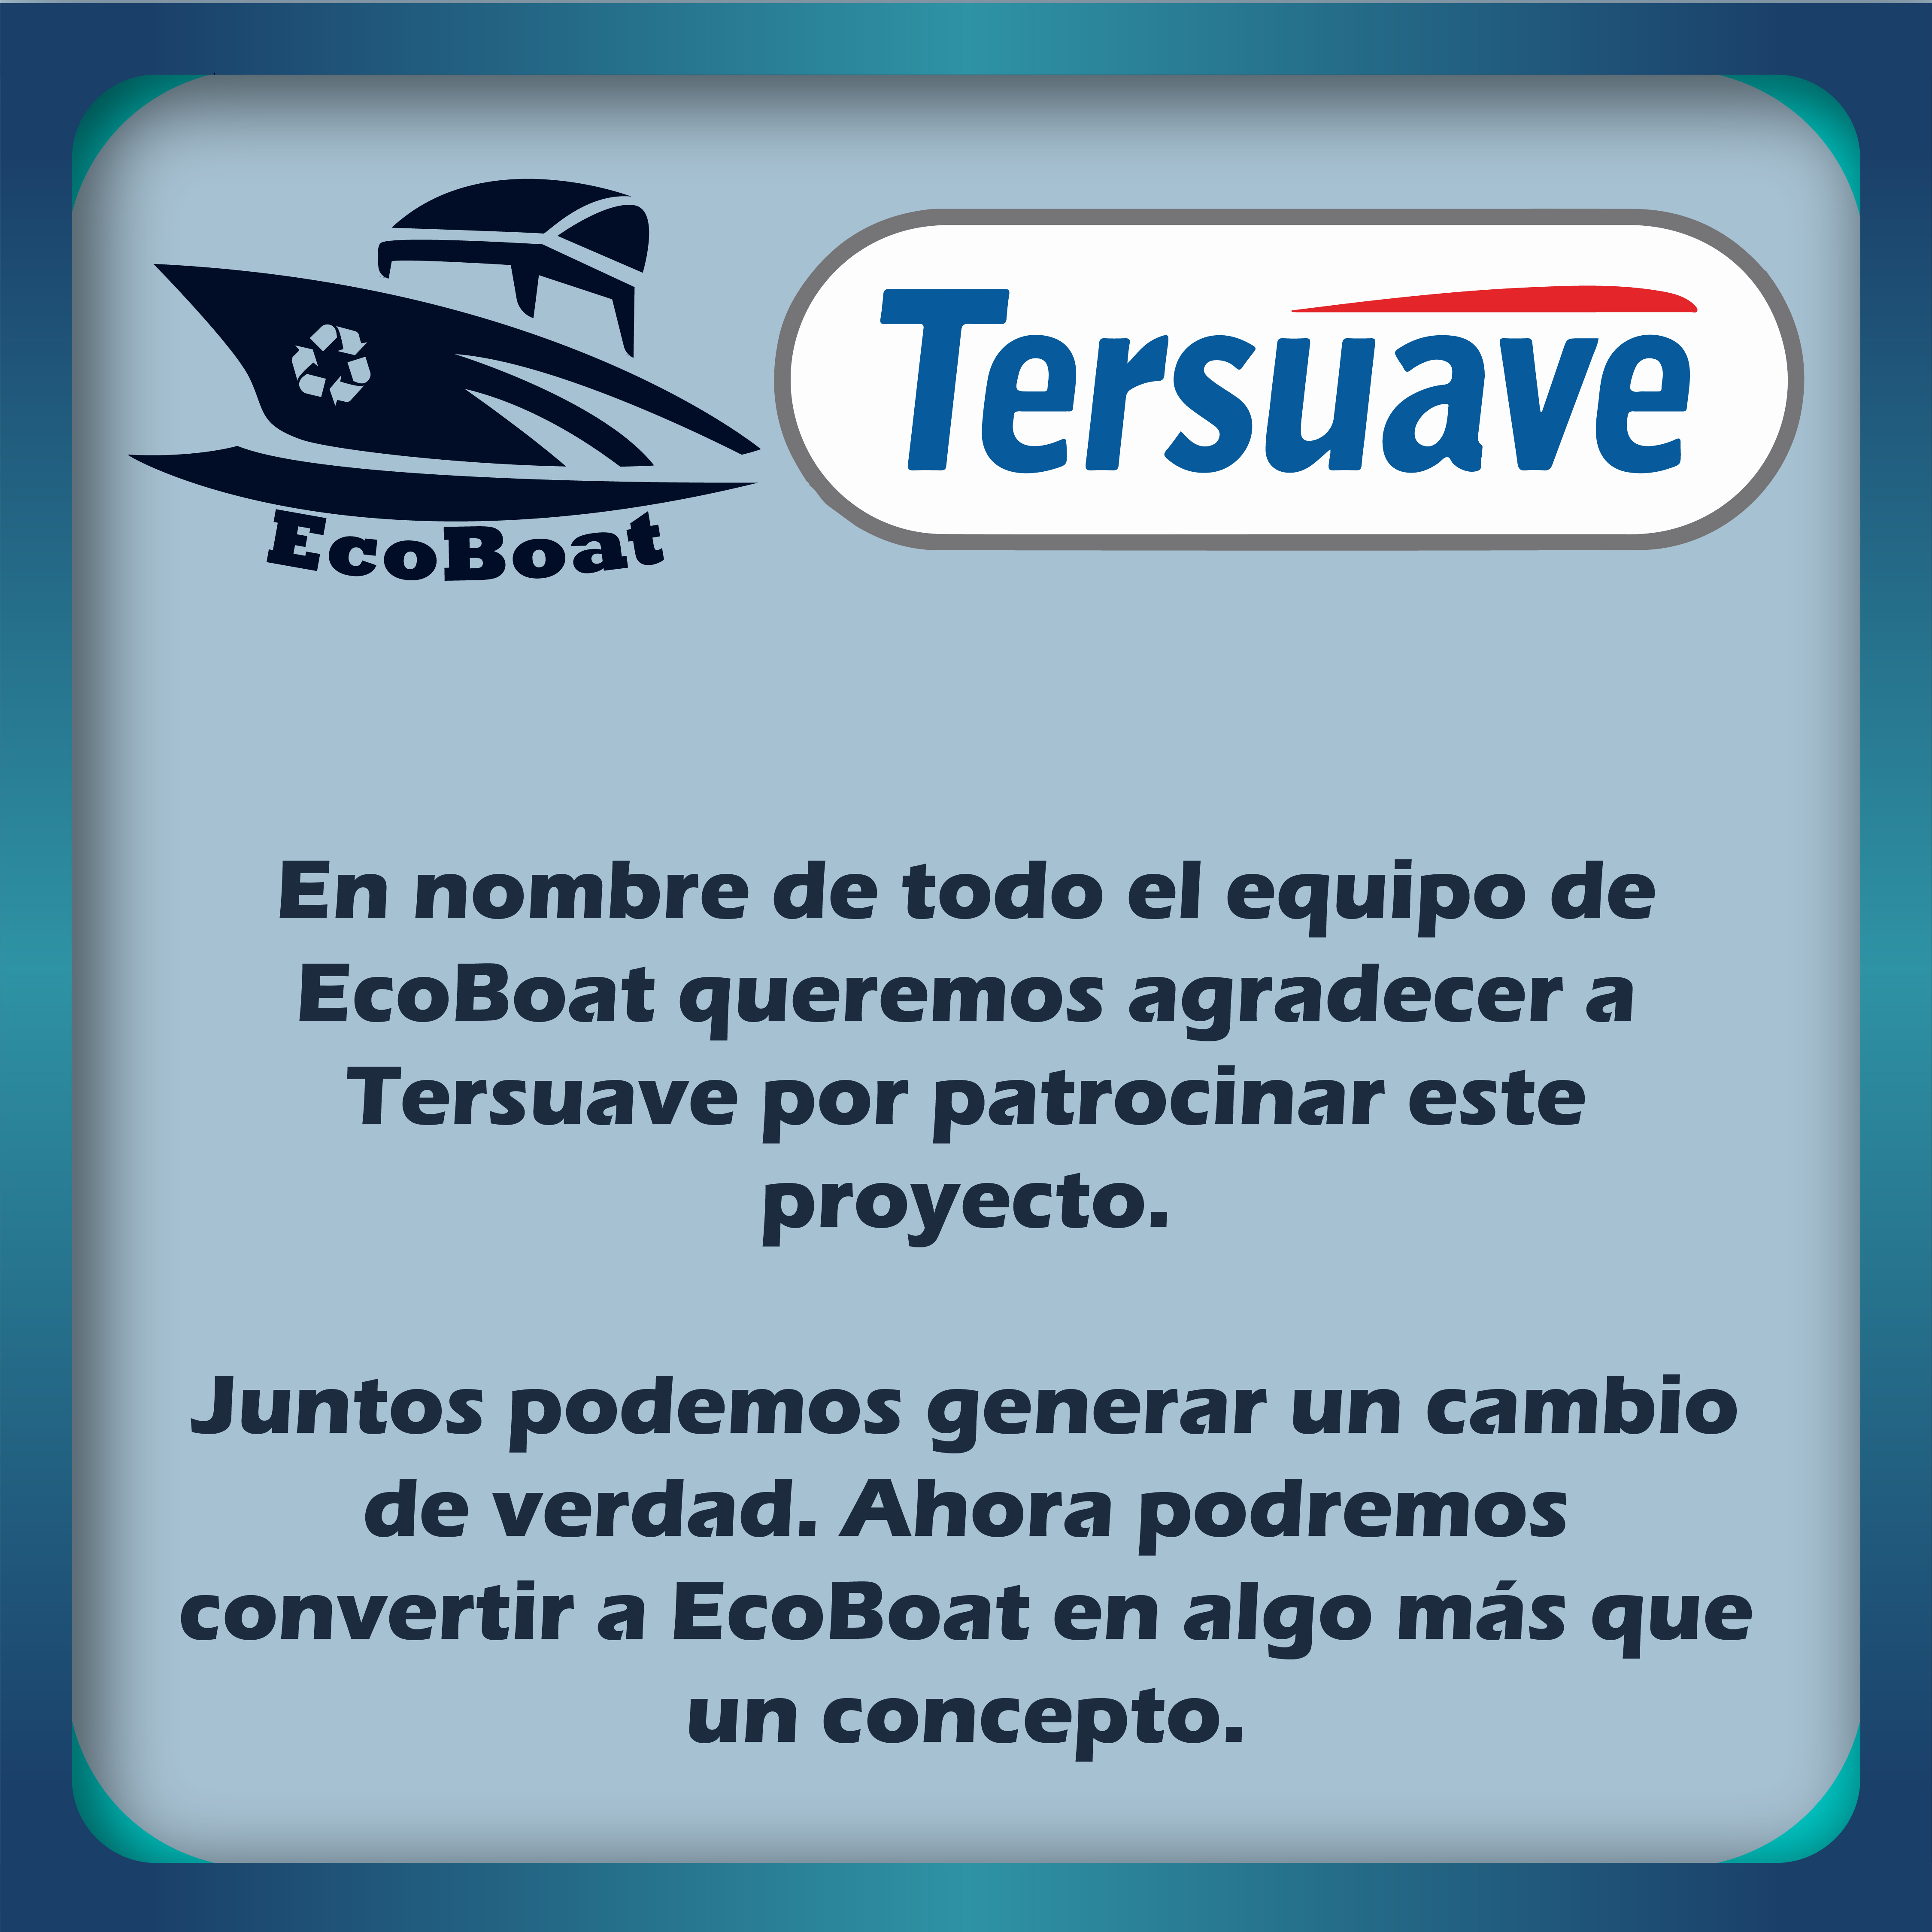 EcoBoat
Tersuave
En nombre de todo el equipo de
EcoBoat queremos agradecer a
Tersuave por patrocinar este
proyecto.
Juntos podemos generar un cambio
de verdad. Ahora podremos
convertir a EcoBoat en algo más que
un concepto.